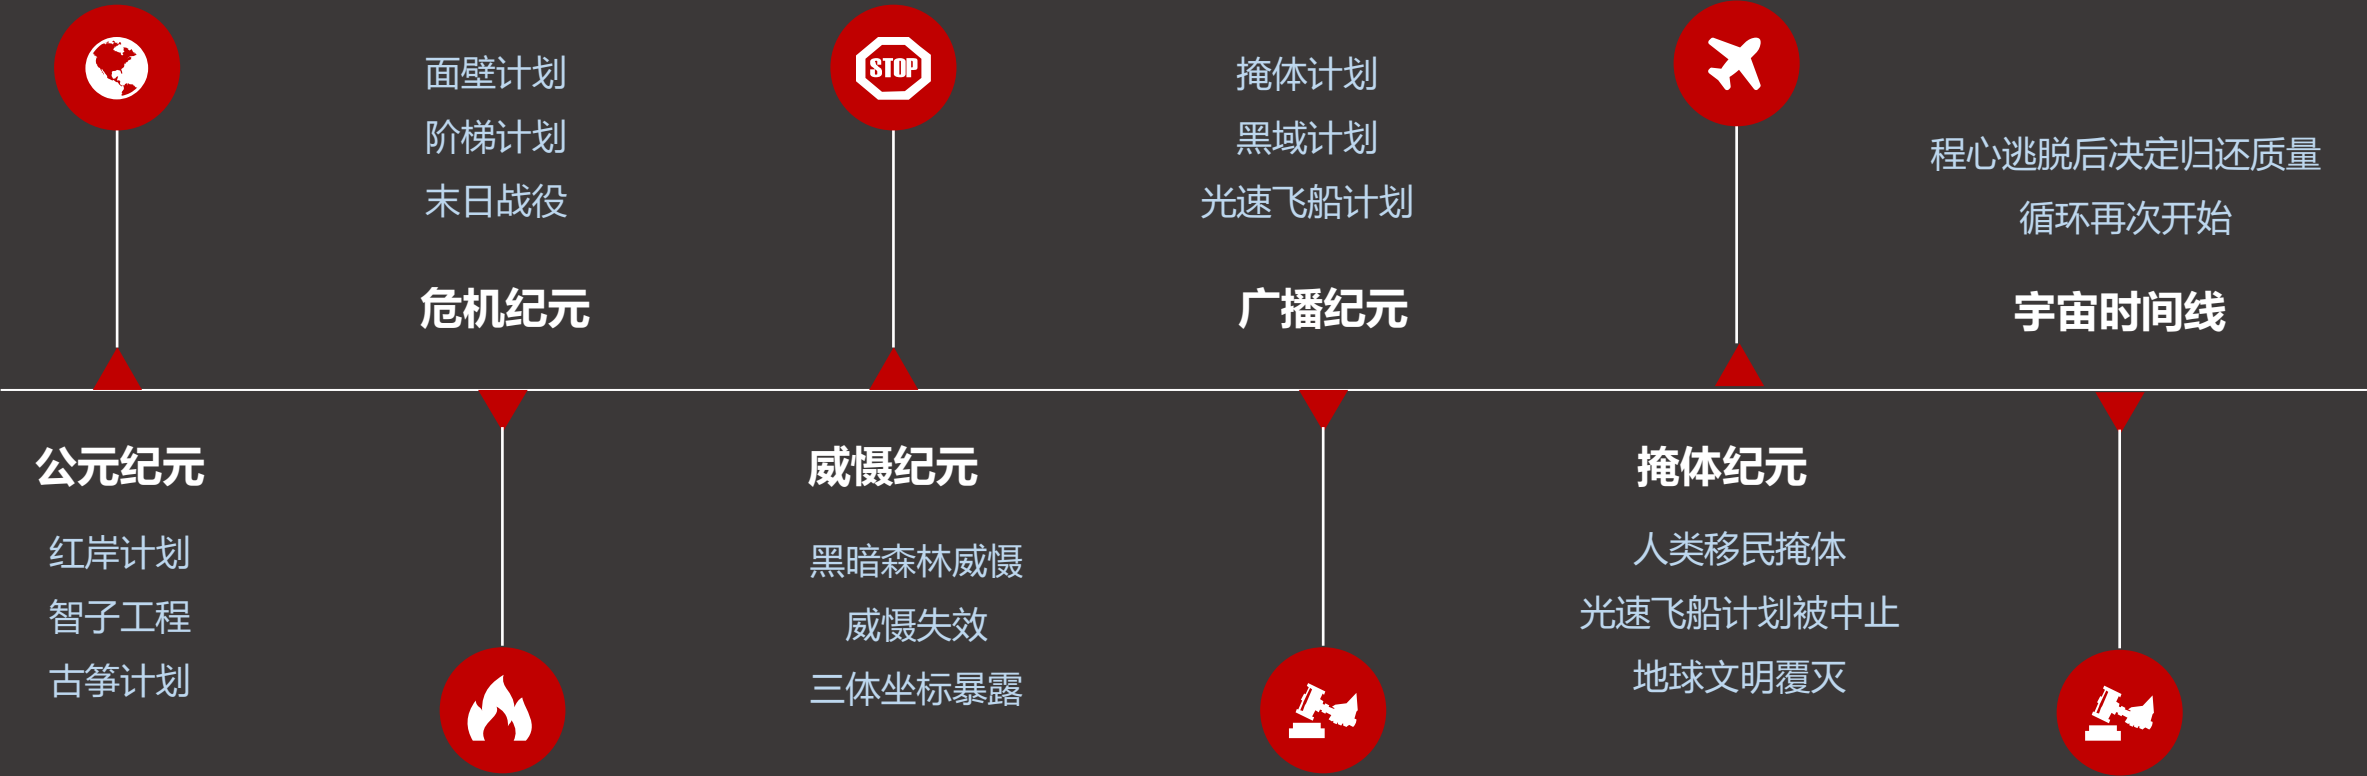 公元纪元
红岸计划
智子工程
古筝计划
面壁计划
阶梯计划
末日战役
危机纪元
STOP
威慑纪元
黑暗森林威慑
威慑失效
三体坐标暴露
掩体计划
黑域计划
光速飞船计划
广播纪元
掩体纪元
人类移民掩体
光速飞船计划被中止
地球文明覆灭
程心逃脱后决定归还质量
循环再次开始
宇宙时间线